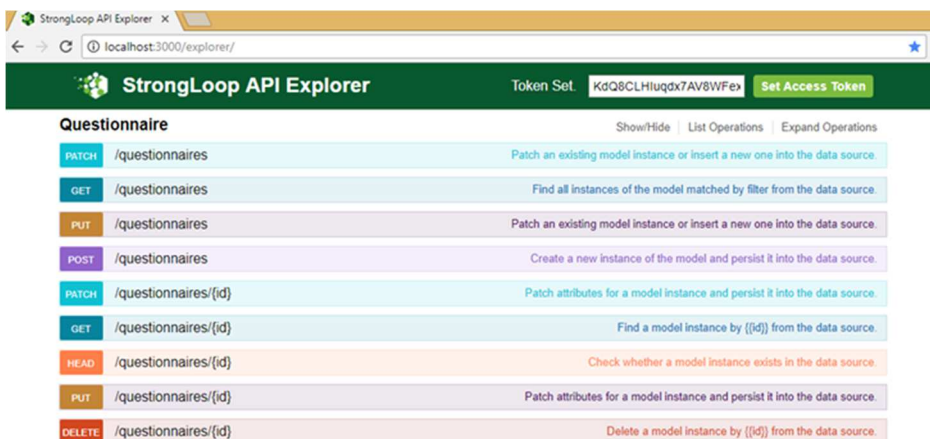 StrongLoop API Explorer
localhost:3000/explorer/
StrongLoop API Explorer Token Set. KdQ8CLHIuqdx7AV8WFex Set Access Token
Questionnaire Show/Hide List Operations Expand Operations
PATCH /questionnaires Patch an existing model instance or insert a new one into the data source.
GET /questionnaires Find all instances of the model matched by filter from the data source.
PUT /questionnaires Patch an existing model instance or insert a new one into the data source.
POST /questionnaires Create a new instance of the model and persist it into the data source.
PATCH /questionnaires/{id} Patch attributes for a model instance and persist it into the data source.
GET /questionnaires/{id} Find a model instance by {{id}} from the data source.
HEAD /questionnaires/{id} Check whether a model instance exists in the data source.
PUT /questionnaires/{id} Patch attributes for a model instance and persist it into the data source.
DELETE /questionnaires/{id} Delete a model instance by {{id}} from the data source.